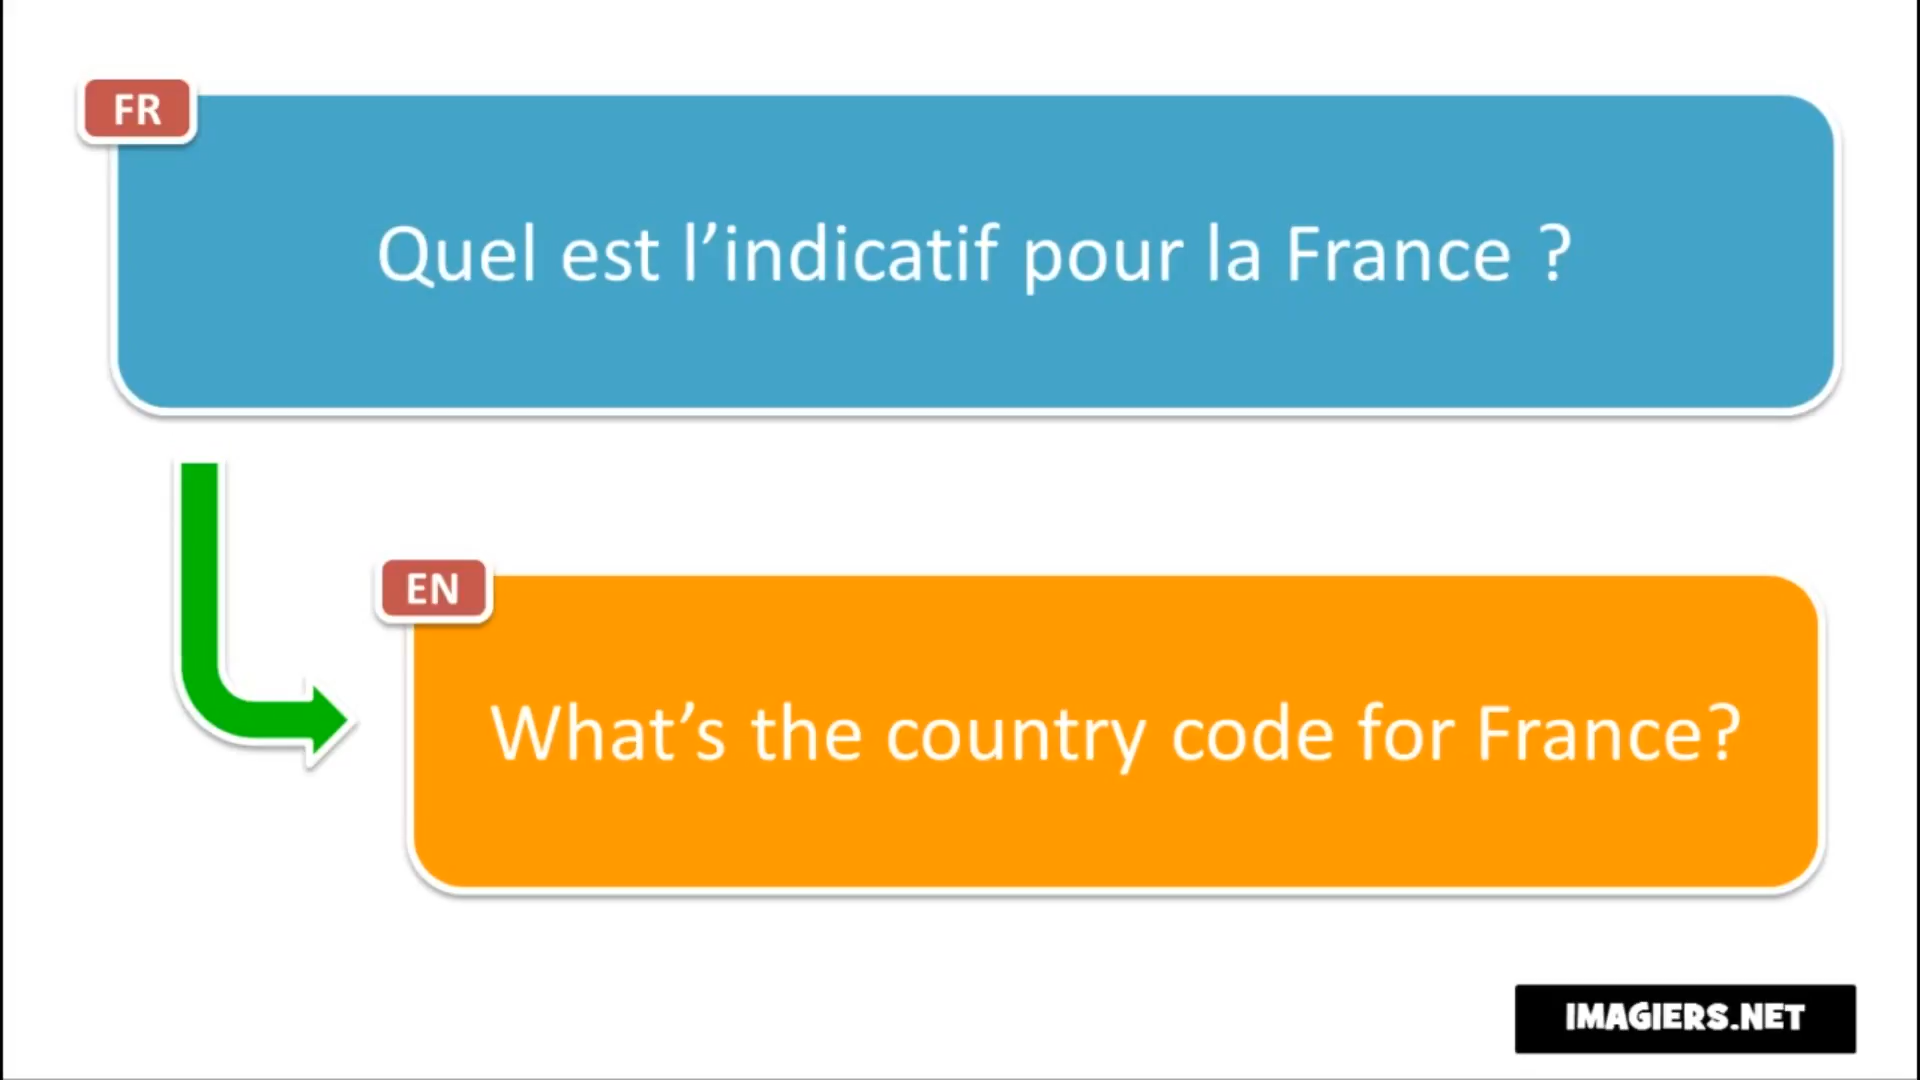 FR
Quel est l’indicatif pour la France ?
EN
What’s the country code for France?
IMAGIERS.NET